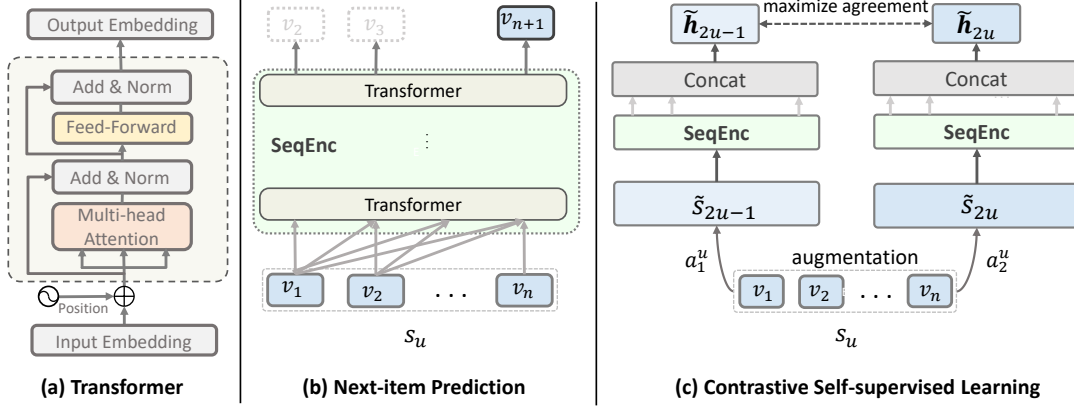 Output Embedding
Add & Norm
Feed-Forward
Add & Norm
Multi-head
Attention
Position
Input Embedding
(a) Transformer
v₂ v₃ vₙ₊₁
Transformer
SeqEnc
⋮
Transformer
v₁ v₂ . . . vₙ
sᵤ
(b) Next-item Prediction
h̃₂ᵤ₋₁ maximize agreement h̃₂ᵤ
Concat Concat
SeqEnc SeqEnc
s̃₂ᵤ₋₁ s̃₂ᵤ
a₁ᵘ augmentation a₂ᵘ
v₁ v₂ . . . vₙ
sᵤ
(c) Contrastive Self-supervised Learning